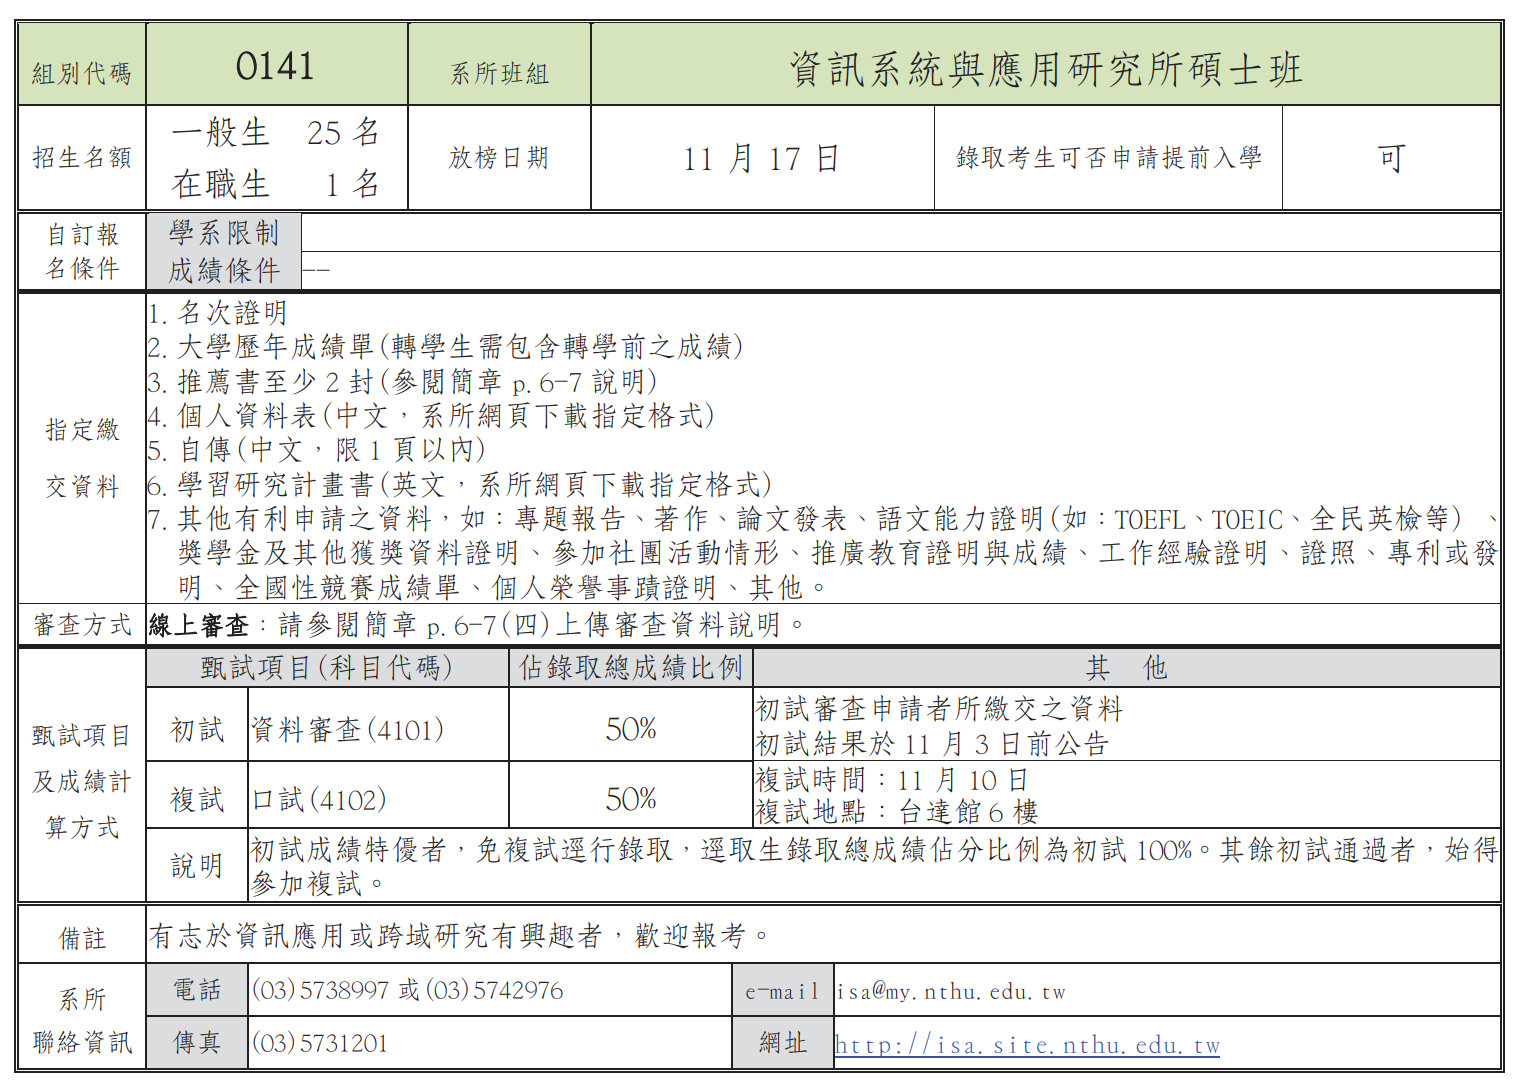 組別代碼 0141 系所班組 資訊系統與應用研究所碩士班
招生名額 一般生 25 名 放榜日期 11 月 17 日 錄取考生可否申請提前入學 可
在職生 1 名
自訂報 學系限制
名條件 成績條件 --
指定繳
交資料
1. 名次證明
2. 大學歷年成績單(轉學生需包含轉學前之成績)
3. 推薦書至少 2 封(參閱簡章 p.6-7 說明)
4. 個人資料表(中文，系所網頁下載指定格式)
5. 自傳(中文，限 1 頁以內)
6. 學習研究計畫書(英文，系所網頁下載指定格式)
7. 其他有利申請之資料，如：專題報告、著作、論文發表、語文能力證明(如：TOEFL、TOEIC、全民英檢等)、
獎學金及其他獲獎資料證明、參加社團活動情形、推廣教育證明與成績、工作經驗證明、證照、專利或發
明、全國性競賽成績單、個人榮譽事蹟證明、其他。
審查方式 線上審查：請參閱簡章 p.6-7(四)上傳審查資料說明。
甄試項目
及成績計
算方式
甄試項目(科目代碼) 佔錄取總成績比例 其 他
初試 資料審查(4101) 50% 初試審查申請者所繳交之資料
初試結果於 11 月 3 日前公告
複試 口試(4102) 50% 複試時間：11 月 10 日
複試地點：台達館 6 樓
說明 初試成績特優者，免複試逕行錄取，逕取生錄取總成績佔分比例為初試 100%。其餘初試通過者，始得
參加複試。
備註 有志於資訊應用或跨域研究有興趣者，歡迎報考。
系所
聯絡資訊
電話 (03)5738997 或(03)5742976 e-mail isa@my.nthu.edu.tw
傳真 (03)5731201 網址 http://isa.site.nthu.edu.tw